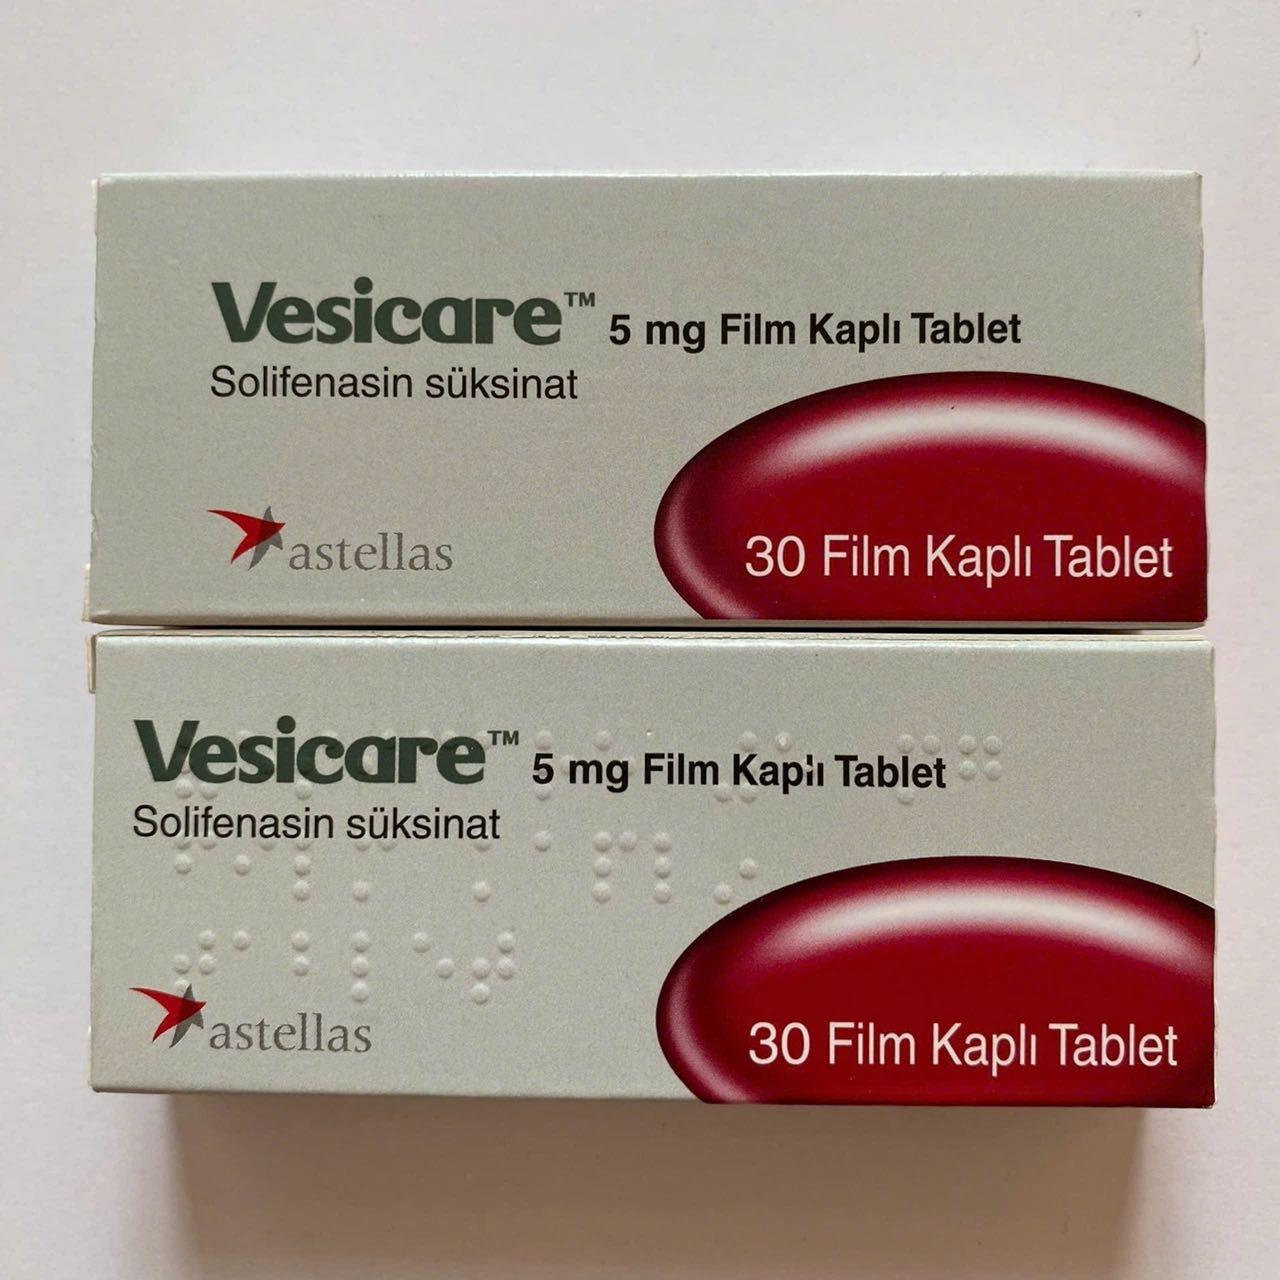 Vesicare™ 5 mg Film Kaplı Tablet
Solifenasin süksinat
astellas
30 Film Kaplı Tablet
Vesicare™ 5 mg Film Kaplı Tablet
Solifenasin süksinat
astellas
30 Film Kaplı Tablet